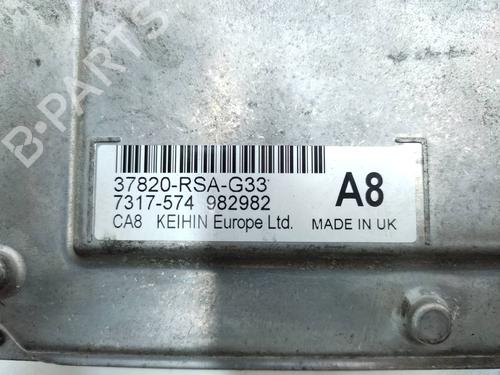 B-PARTS
37820-RSA-G33
7317-574 982982
A8
CA8 KEIHIN Europe Ltd. MADE IN UK